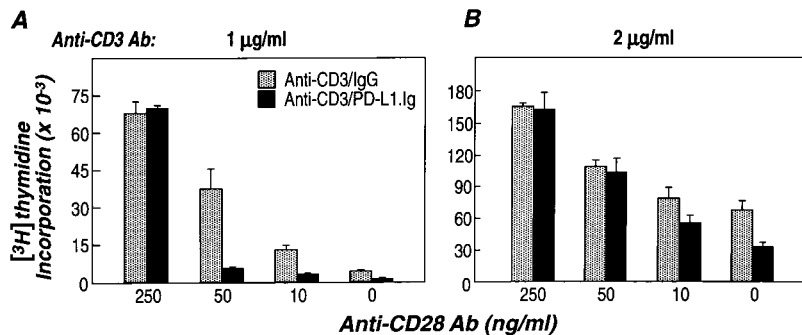 A
B
Anti-CD3 Ab: 1 μg/ml 2 μg/ml
Anti-CD3/IgG
Anti-CD3/PD-L1.Ig
[³H] thymidine
Incorporation (x 10⁻³)
75
60
45
30
15
0
180
150
120
90
60
30
0
250 50 10 0
250 50 10 0
Anti-CD28 Ab (ng/ml)